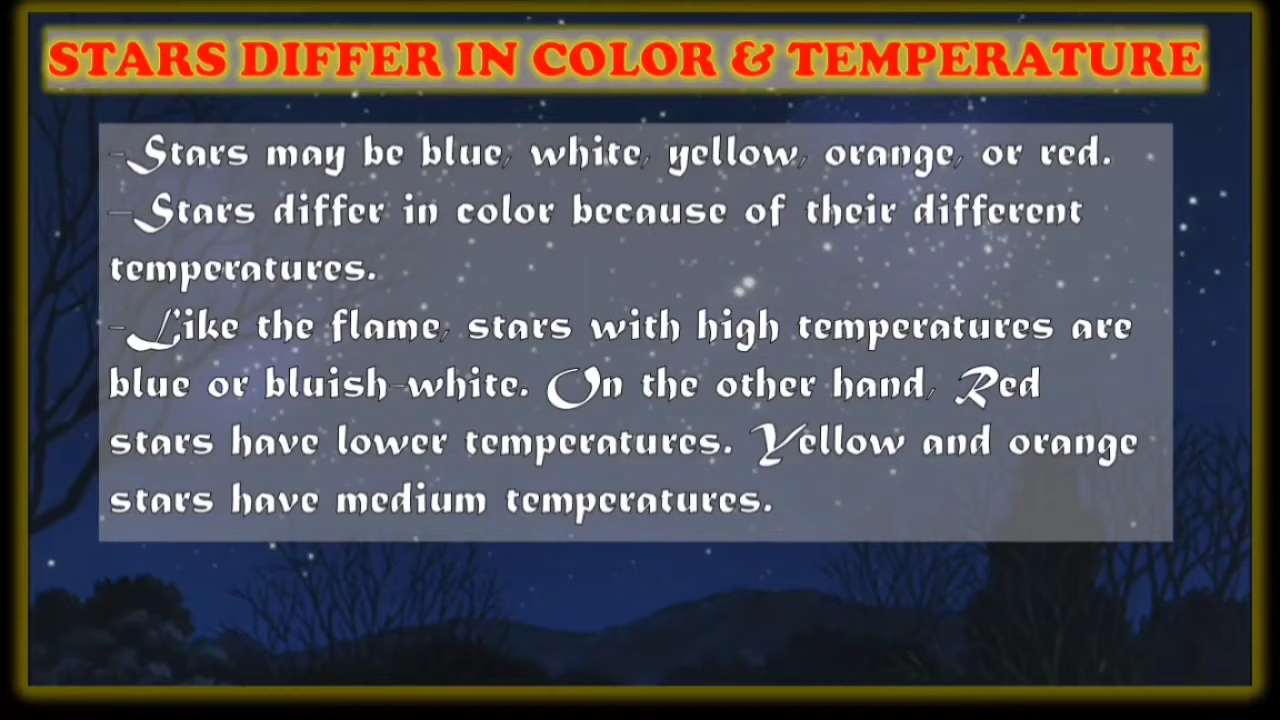 STARS DIFFER IN COLOR & TEMPERATURE
-Stars may be blue, white, yellow, orange, or red.
-Stars differ in color because of their different
temperatures.
-Like the flame, stars with high temperatures are
blue or bluish-white. On the other hand, Red
stars have lower temperatures. Yellow and orange
stars have medium temperatures.